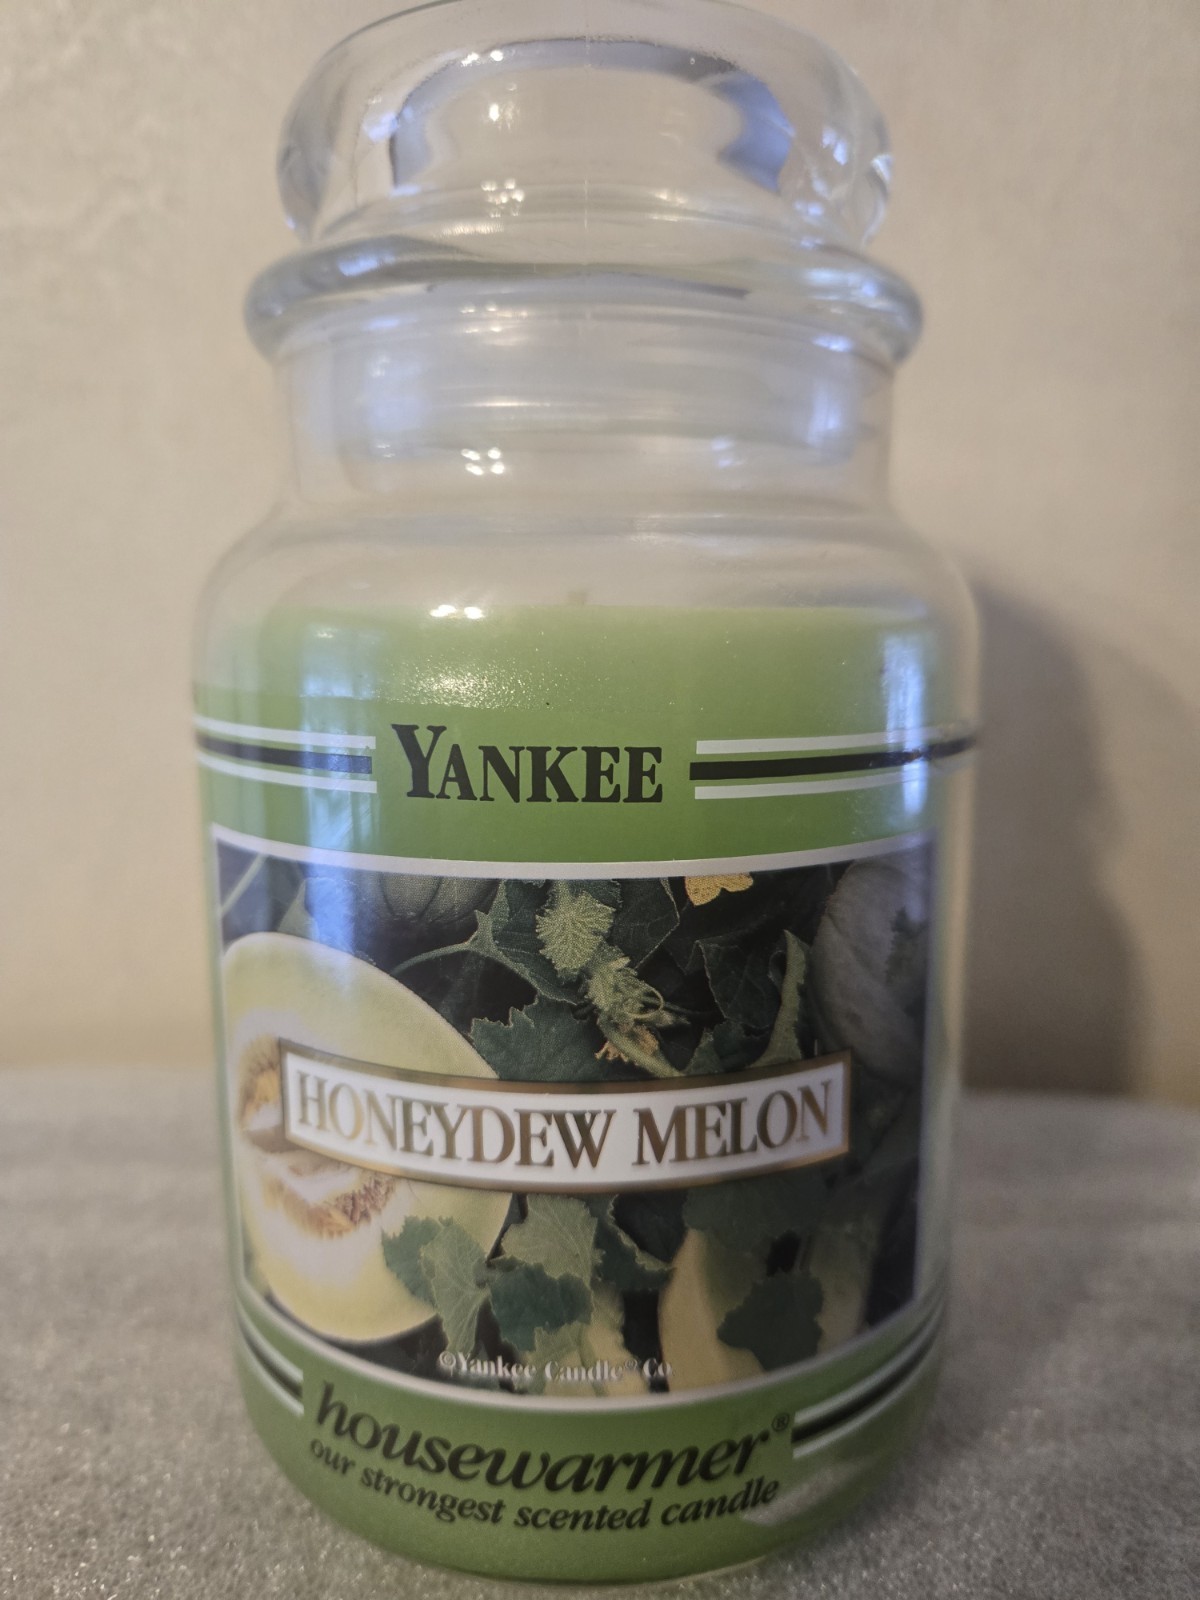 YANKEE
HONEYDEW MELON
©Yankee Candle® Co
housewarmer®
our strongest scented candle